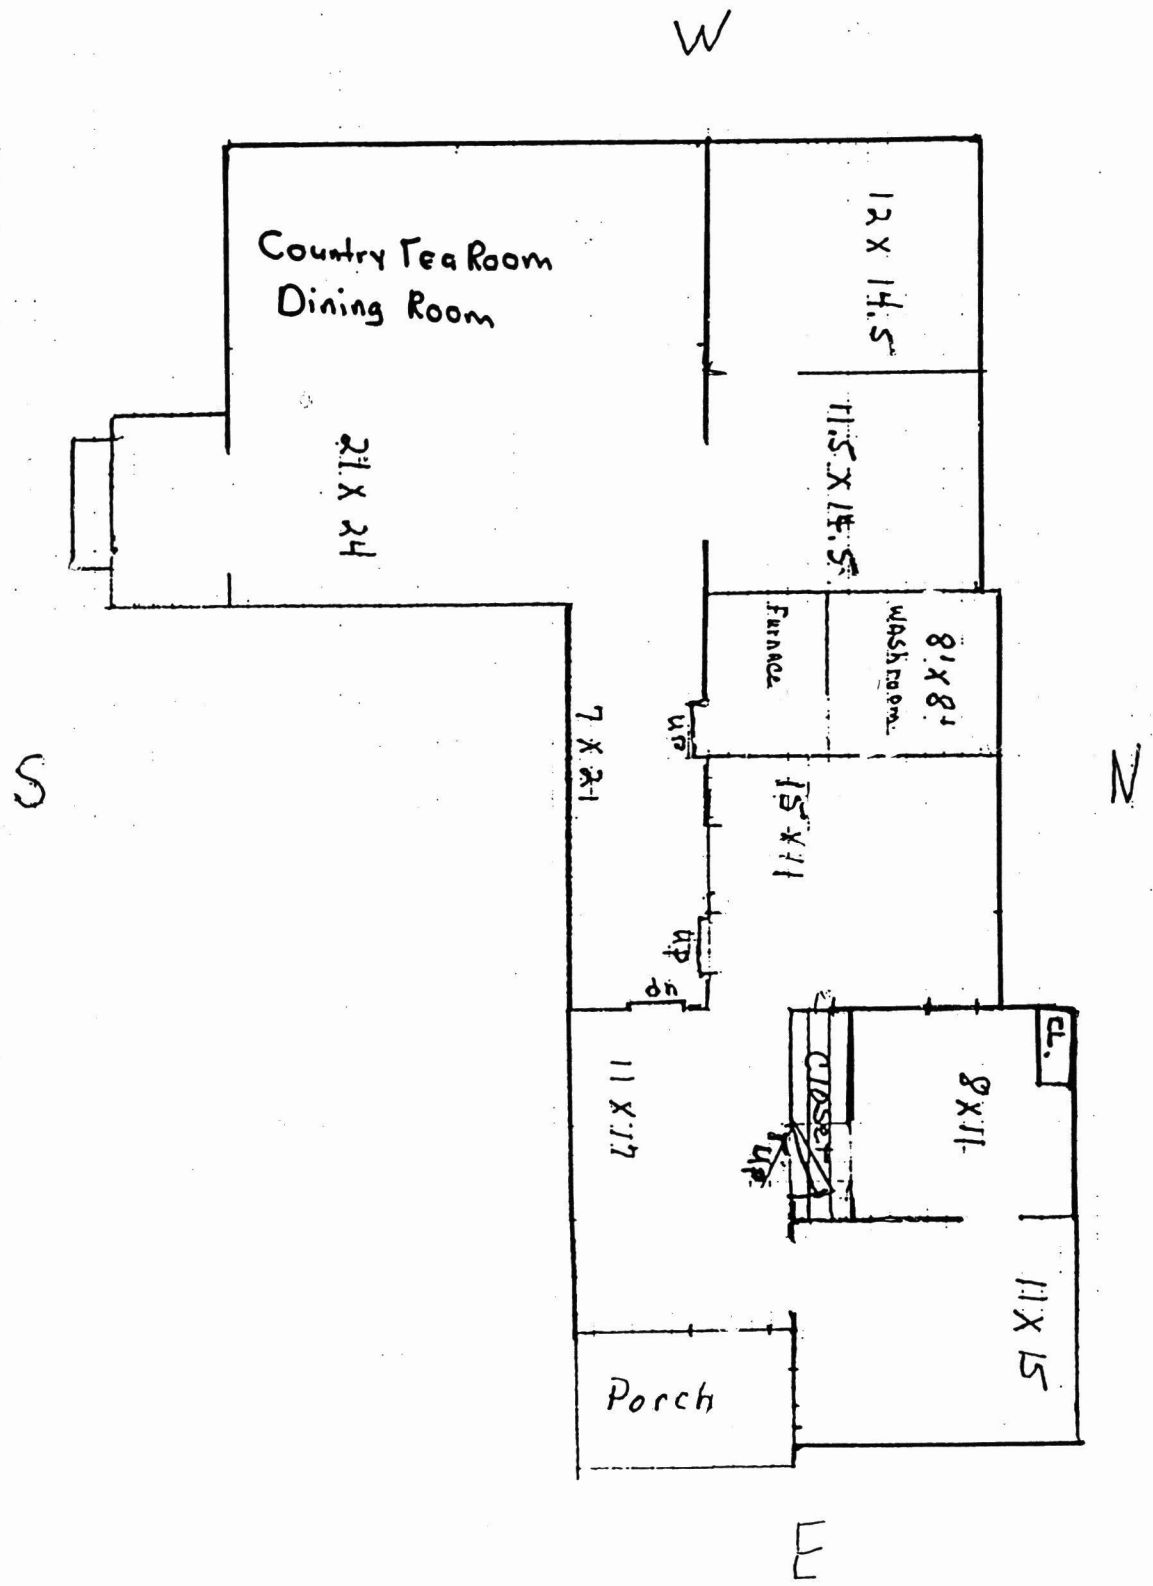 W
Country Tea Room
Dining Room
12 X 14.5
21 X 24
11.5 X 14.5
Furnace
Washroom
8' X 8'
S
N
7 X 21
up
15 X 11
up
dn
CL.
Closet
11 X 17
8 X 11
up
11 X 15
Porch
E